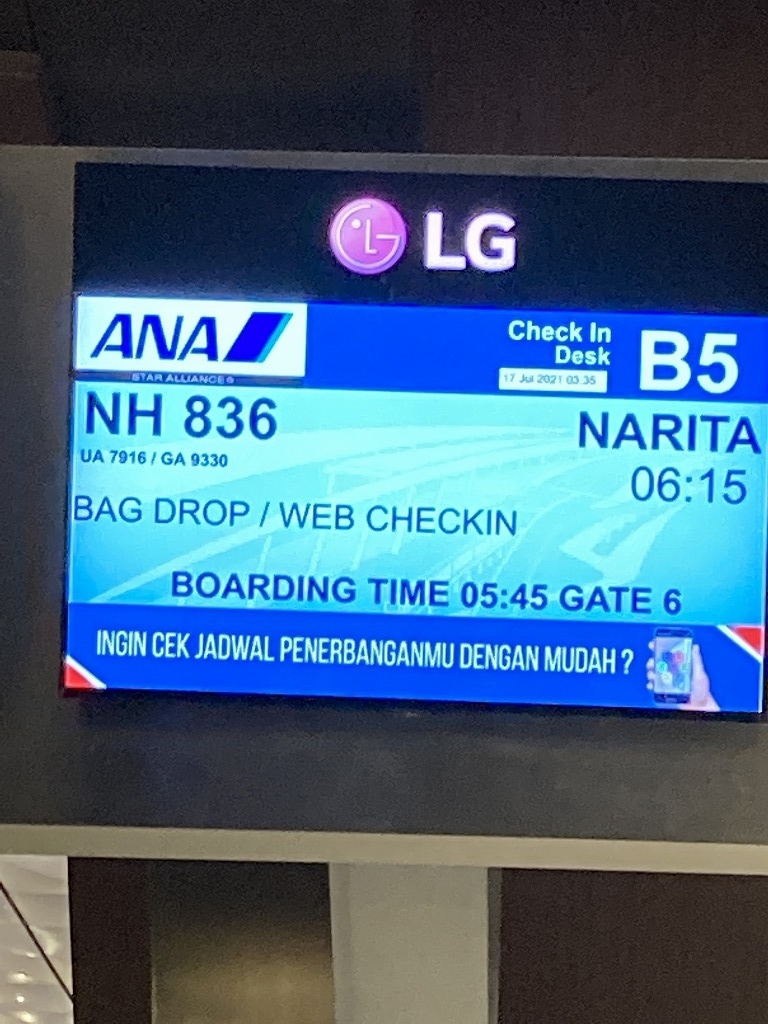 LG
ANA
STAR ALLIANCE
Check In
Desk
B5
17 Jul 2021 03.35
NH 836
NARITA
UA 7916 / GA 9330
06:15
BAG DROP / WEB CHECKIN
BOARDING TIME 05:45 GATE 6
INGIN CEK JADWAL PENERBANGANMU DENGAN MUDAH ?